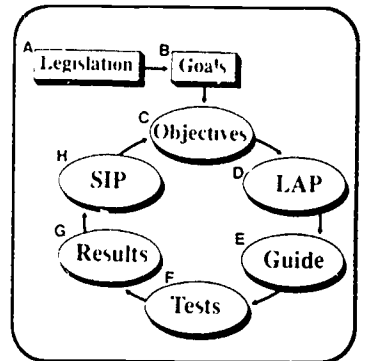 A Legislation
B Goals
C Objectives
H SIP
D LAP
G Results
E Guide
F Tests